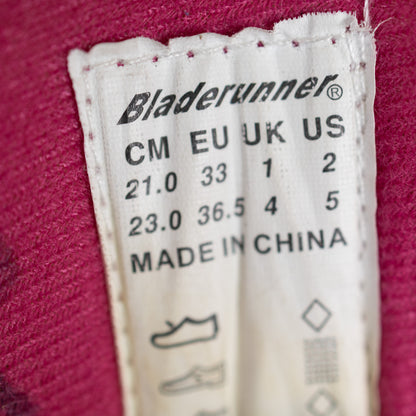 Bladerunner®
CM EU UK US
21.0 33 1 2
23.0 36.5 4 5
MADE IN CHINA